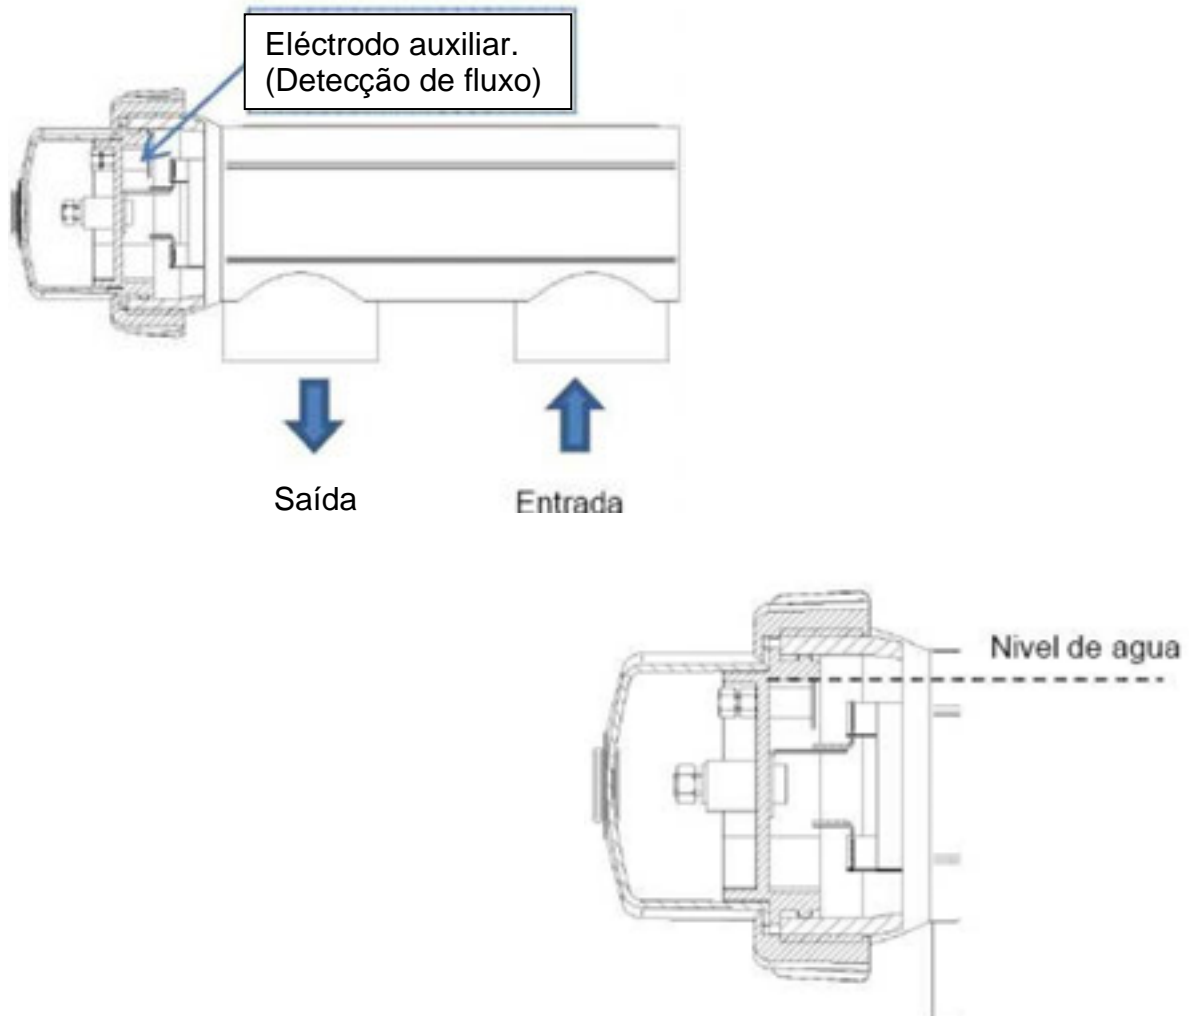 Eléctrodo auxiliar.
(Detecção de fluxo)
Saída
Entrada
Nivel de agua